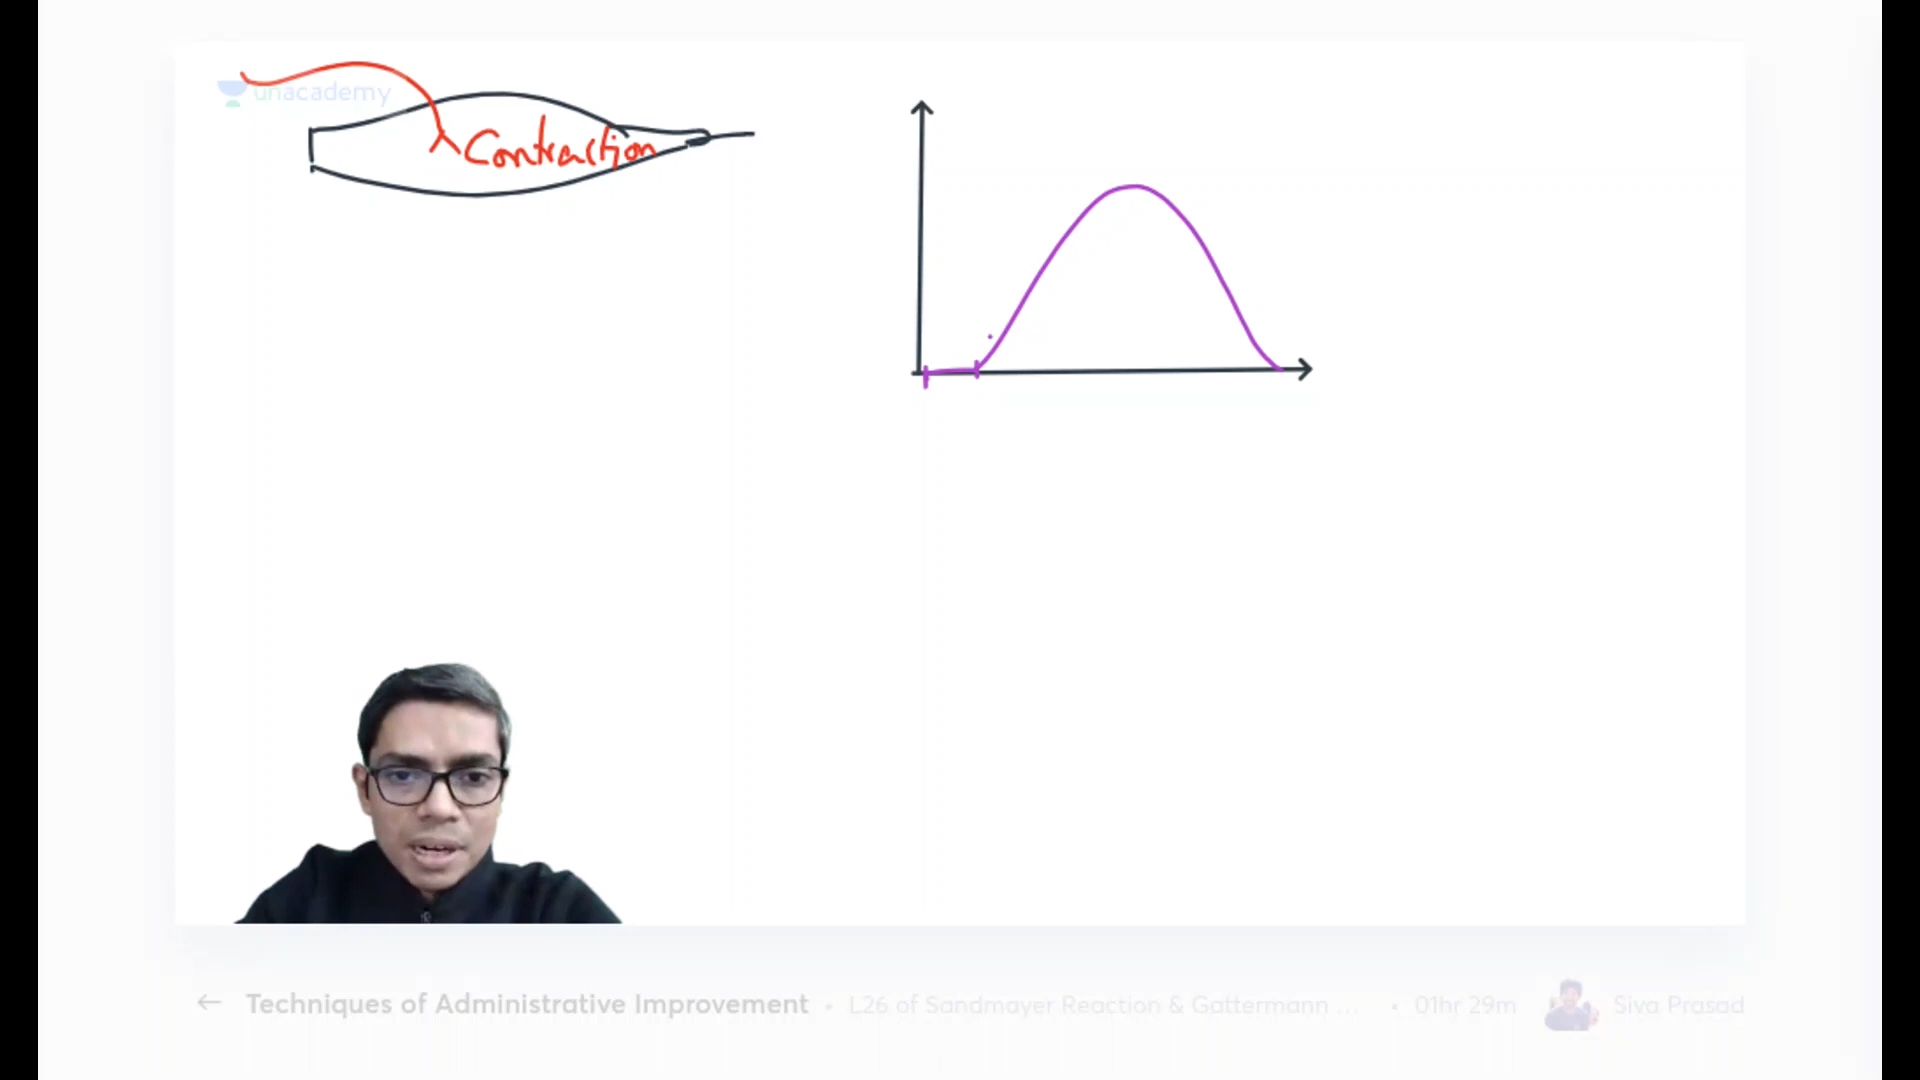 unacademy
Contraction
← Techniques of Administrative Improvement • L26 of Sandmayer Reaction & Gattermann ... • 01hr 29m Siva Prasad